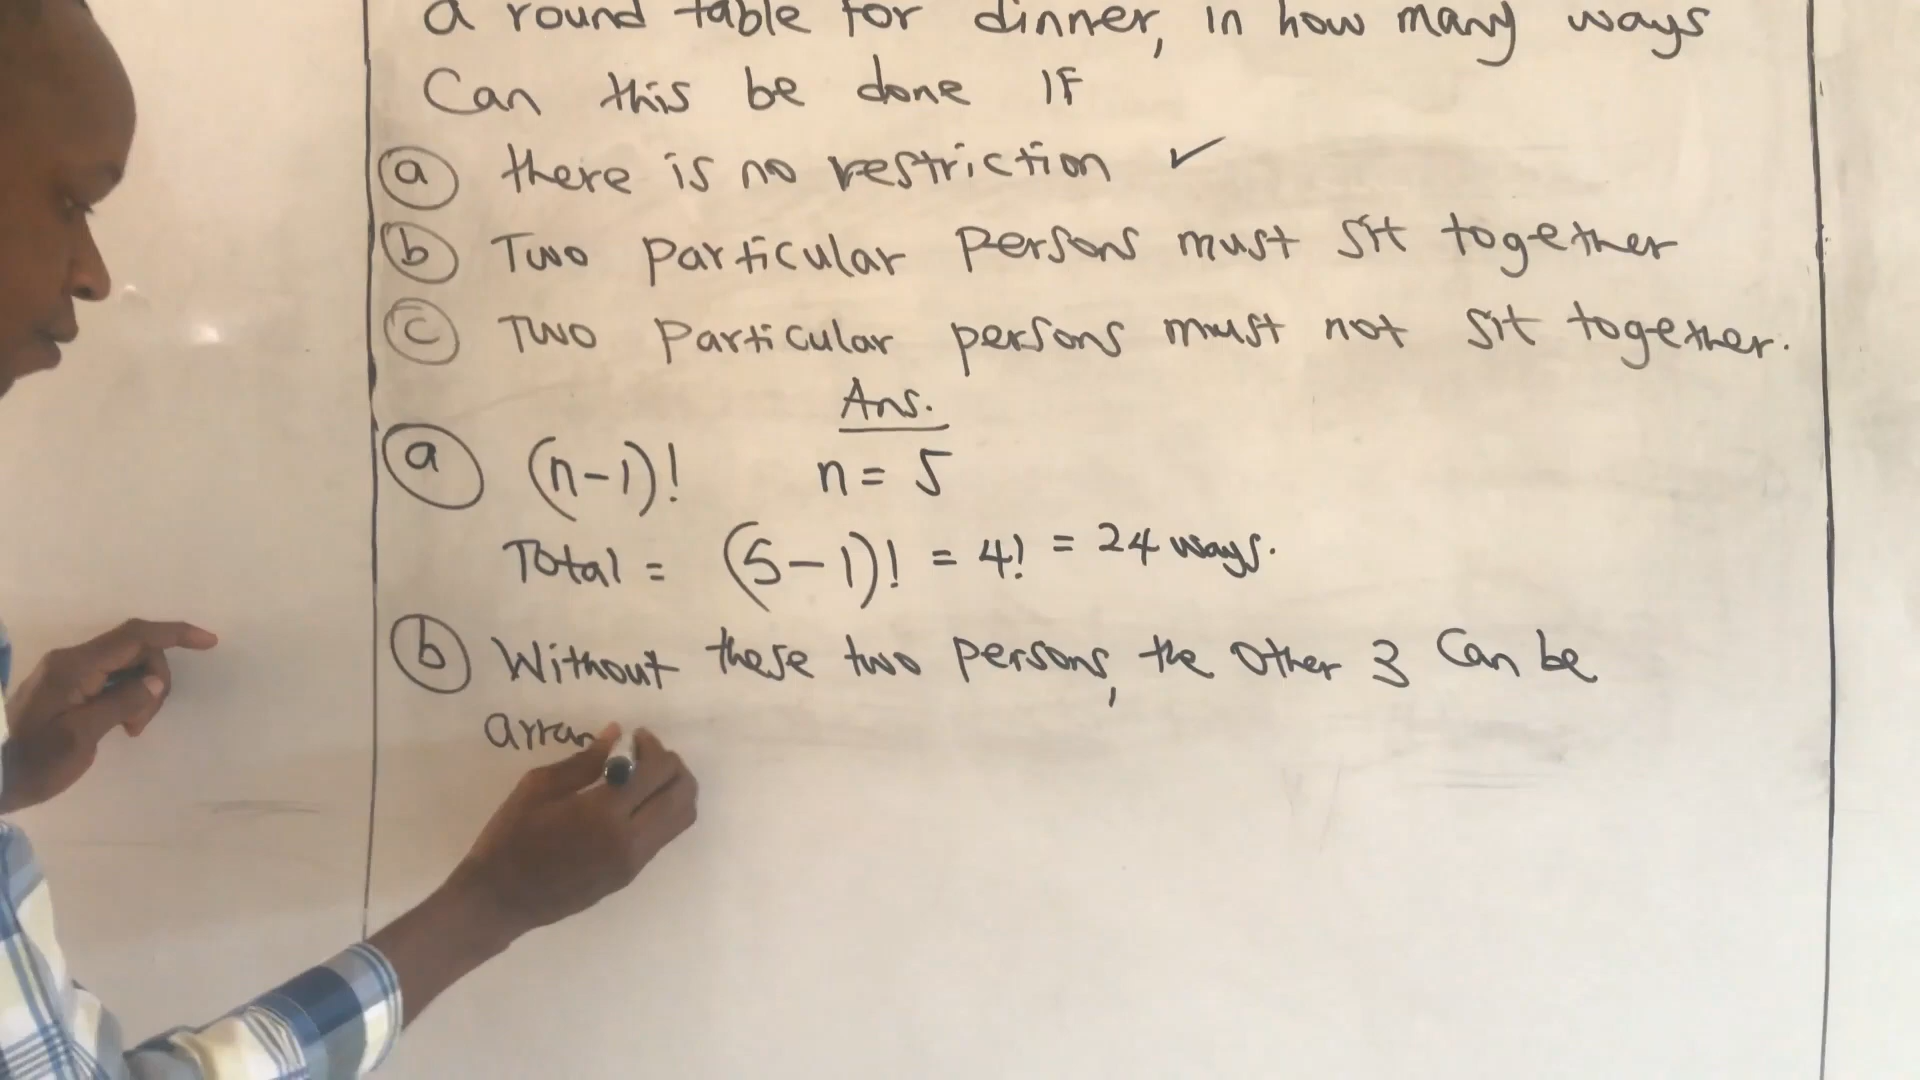 a round table for dinner, in how many ways
Can this be done IF
(a) there is no restriction ✓
(b) Two particular persons must sit together
(c) Two particular persons must not sit together.
Ans.
(a) (n-1)! n = 5
Total = (5-1)! = 4! = 24 ways.
(b) Without these two persons, the other 3 can be
arran